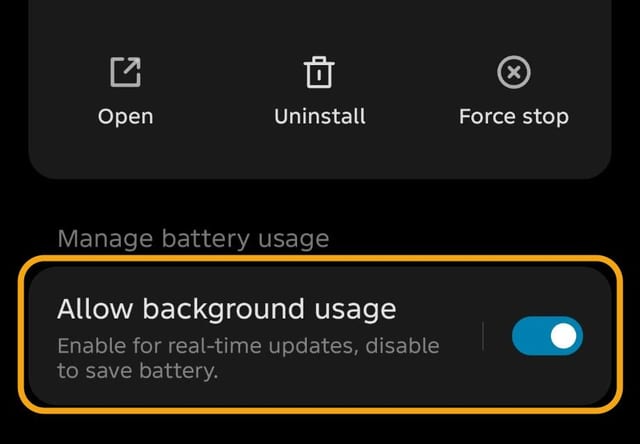 Open Uninstall Force stop
Manage battery usage
Allow background usage
Enable for real-time updates, disable
to save battery.